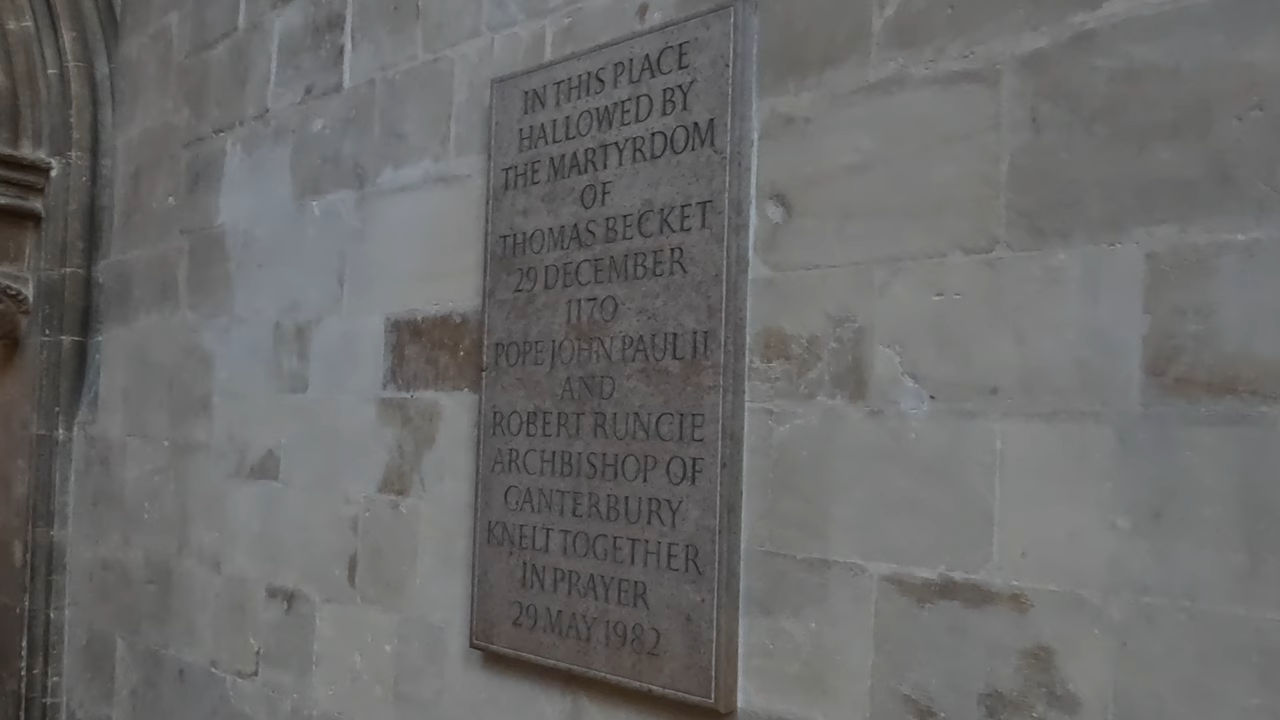 IN THIS PLACE
HALLOWED BY
THE MARTYRDOM
OF
THOMAS BECKET
29 DECEMBER
1170
POPE JOHN PAUL II
AND
ROBERT RUNCIE
ARCHBISHOP OF
CANTERBURY
KNELT TOGETHER
IN PRAYER
29 MAY 1982